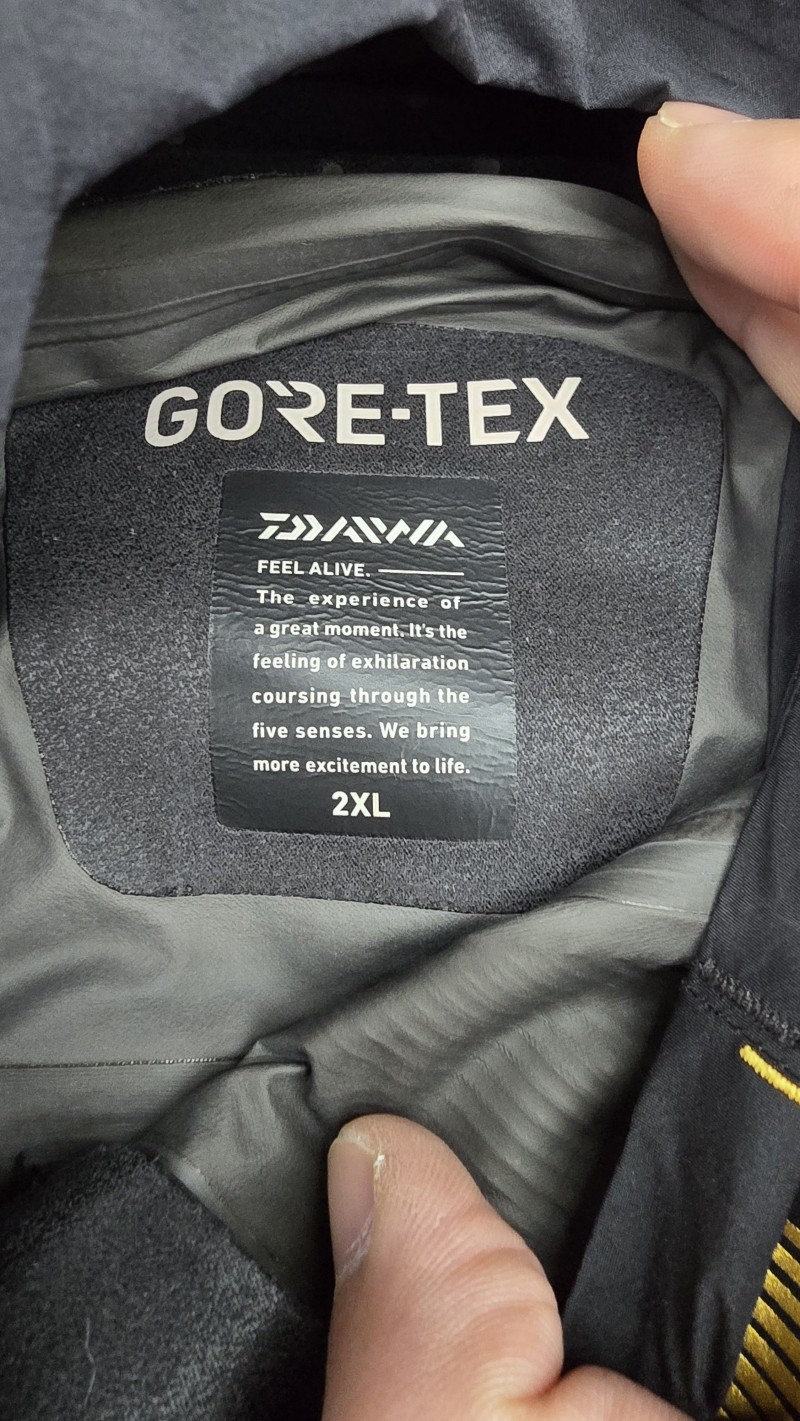 GORE-TEX
DAIWA
FEEL ALIVE.
The experience of
a great moment. It's the
feeling of exhilaration
coursing through the
five senses. We bring
more excitement to life.
2XL